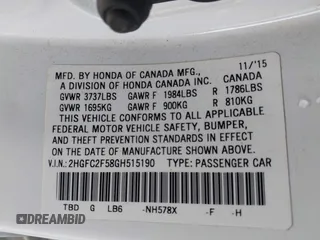 MFD. BY HONDA OF CANADA MFG., 11/'15
A DIVISION OF HONDA CANADA INC. CANADA
GVWR 3737LBS GAWR F 1984LBS R 1786LBS
GVWR 1695KG GAWR F 900KG R 810KG
THIS VEHICLE CONFORMS TO ALL APPLICABLE
FEDERAL MOTOR VEHICLE SAFETY, BUMPER,
AND THEFT PREVENTION STANDARDS IN EFFECT
ON THE DATE OF MANUFACTURE SHOWN ABOVE.
V.I.N.: 2HGFC2F58GH515190 TYPE: PASSENGER CAR
TBD G LB6 -NH578X -F -H
DREAMBID